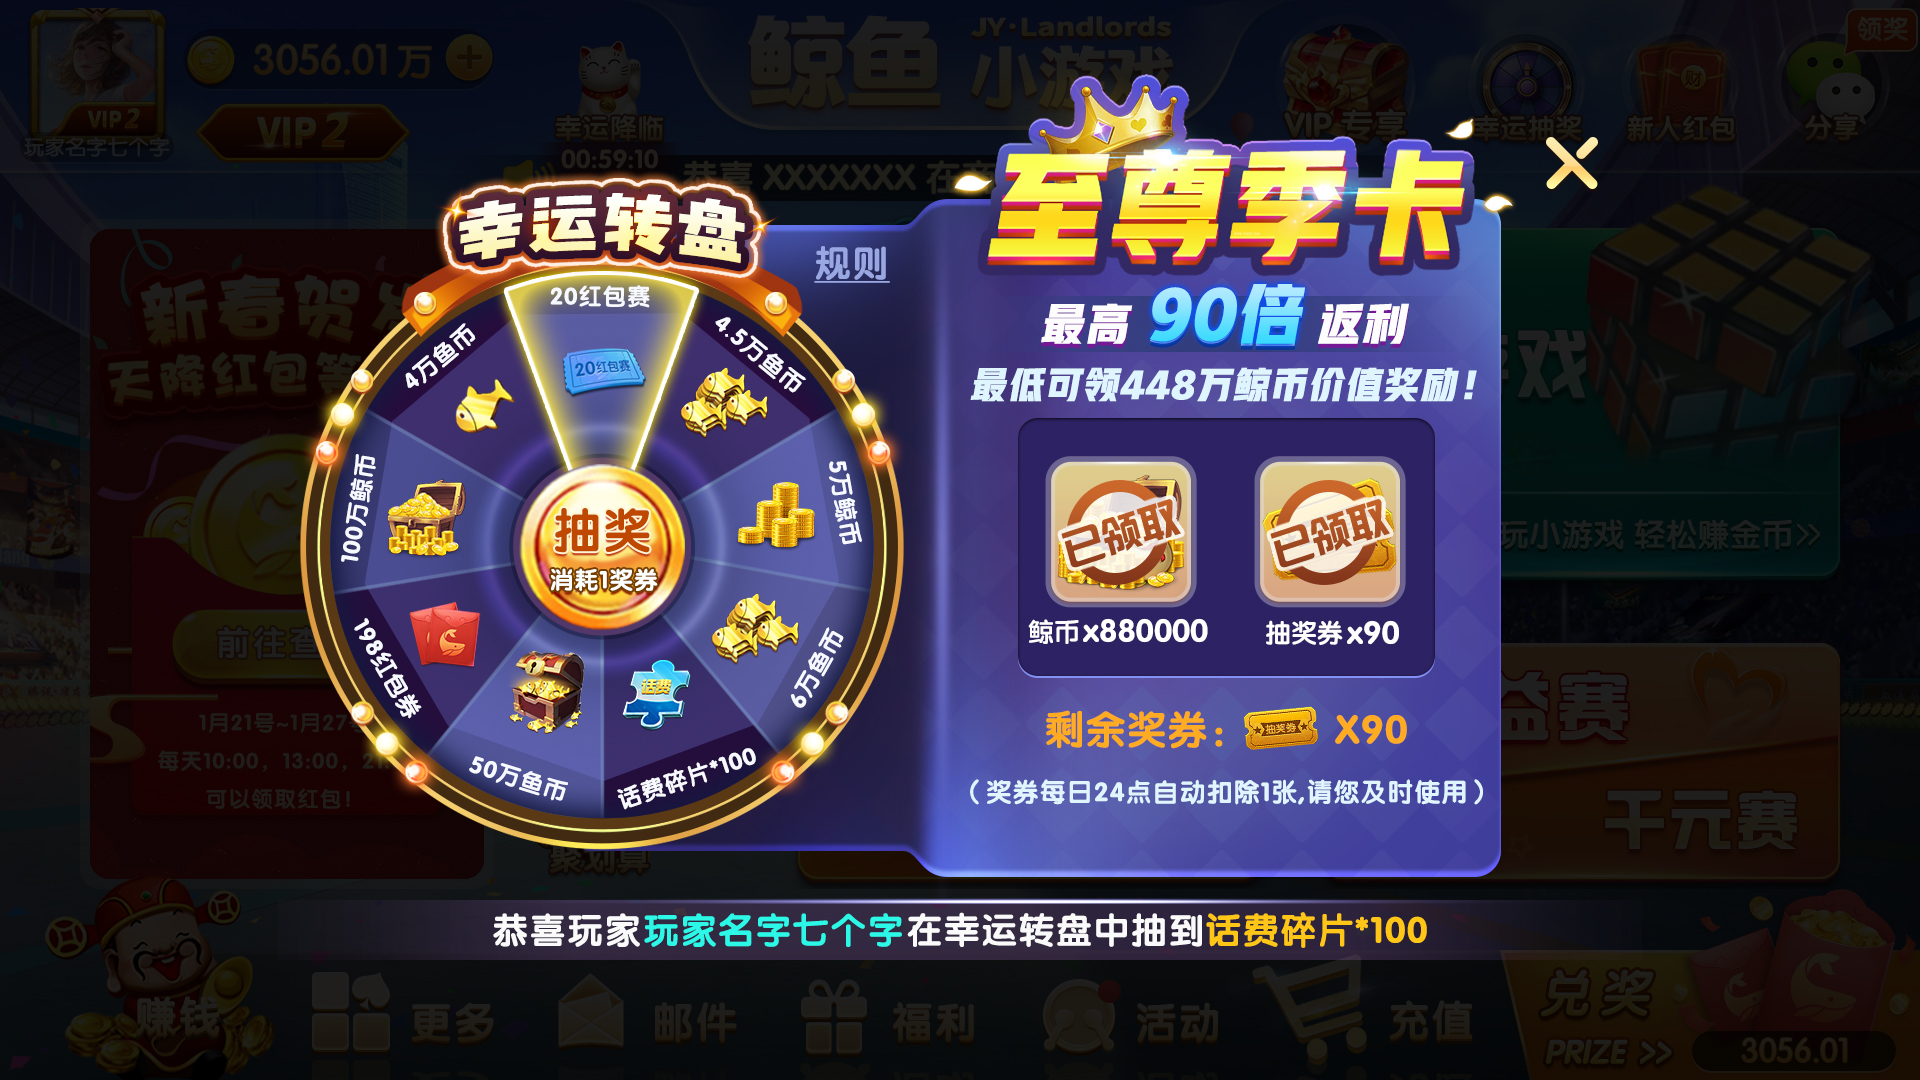 领奖
JY·Landlords
鲸鱼
小游戏
3056.01万
VIP2
VIP 2
玩家名字七个字
幸运降临
00:59:10
VIP 专享
幸运抽奖
新人红包
分享
恭喜 XXXXXXX 在
幸运转盘
规则
20红包赛
20红包赛
4.5万鱼币
5万鲸币
6万鱼币
话费
话费碎片*100
50万鱼币
198红包券
100万鲸币
4万鱼币
抽奖
消耗1奖券
至尊季卡
最高 90倍 返利
最低可领448万鲸币价值奖励！
已领取
已领取
鲸币x880000
抽奖券x90
剩余奖券： 抽奖券 X90
（奖券每日24点自动扣除1张,请您及时使用）
新春贺
天降红包
前往
1月21号~1月27
每天10:00，13:00，2
可以领取红包！
戏
玩小游戏 轻松赚金币>>
益赛
千元赛
聚划算
恭喜玩家玩家名字七个字在幸运转盘中抽到话费碎片*100
赚钱
更多
邮件
福利
活动
充值
兑奖
PRIZE >>
3056.01